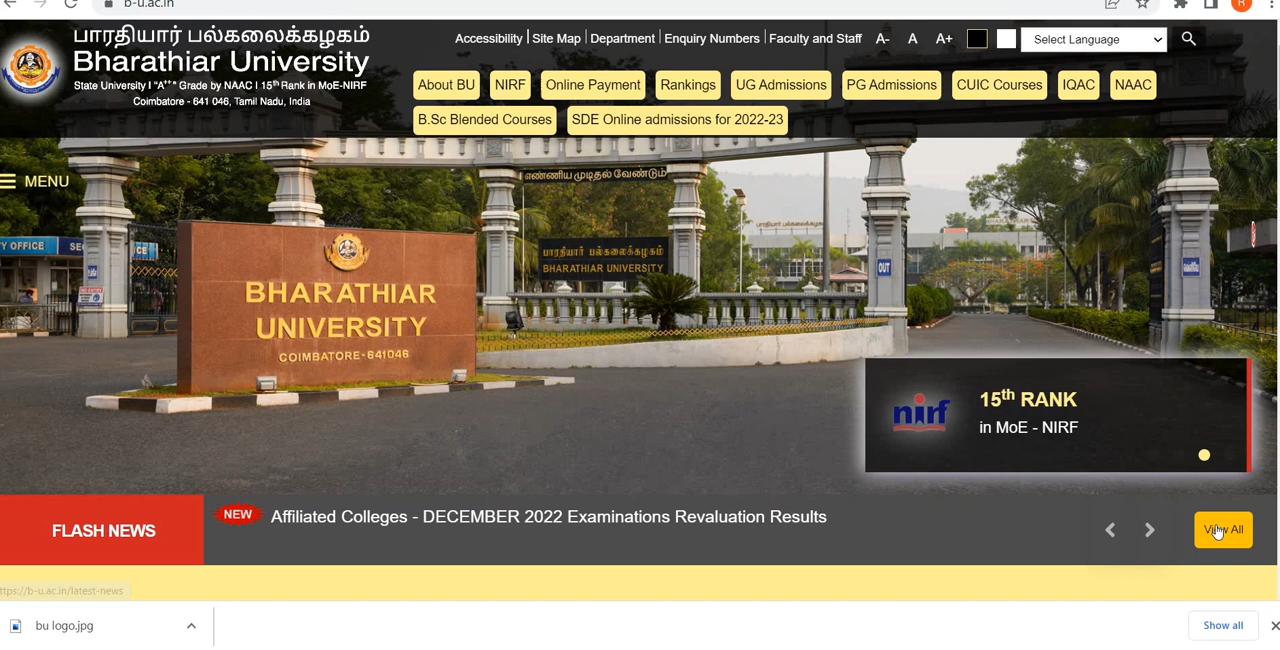 b-u.ac.in
பாரதியார் பல்கலைக்கழகம்
Bharathiar University
State University I "A++" Grade by NAAC I 15th Rank in MoE-NIRF
Coimbatore - 641 046, Tamil Nadu, India
Accessibility | Site Map | Department | Enquiry Numbers | Faculty and Staff A- A A+ Select Language
About BU NIRF Online Payment Rankings UG Admissions PG Admissions CUIC Courses IQAC NAAC
B.Sc Blended Courses SDE Online admissions for 2022-23
MENU
எண்ணிய முடிதல் வேண்டும்
பாரதியார் பல்கலைக்கழகம்
BHARATHIAR UNIVERSITY
OUT
BHARATHIAR
UNIVERSITY
COIMBATORE-641046
nirf
15th RANK
in MoE - NIRF
FLASH NEWS
NEW Affiliated Colleges - DECEMBER 2022 Examinations Revaluation Results
View All
ttps://b-u.ac.in/latest-news
bu logo.jpg
Show all
R